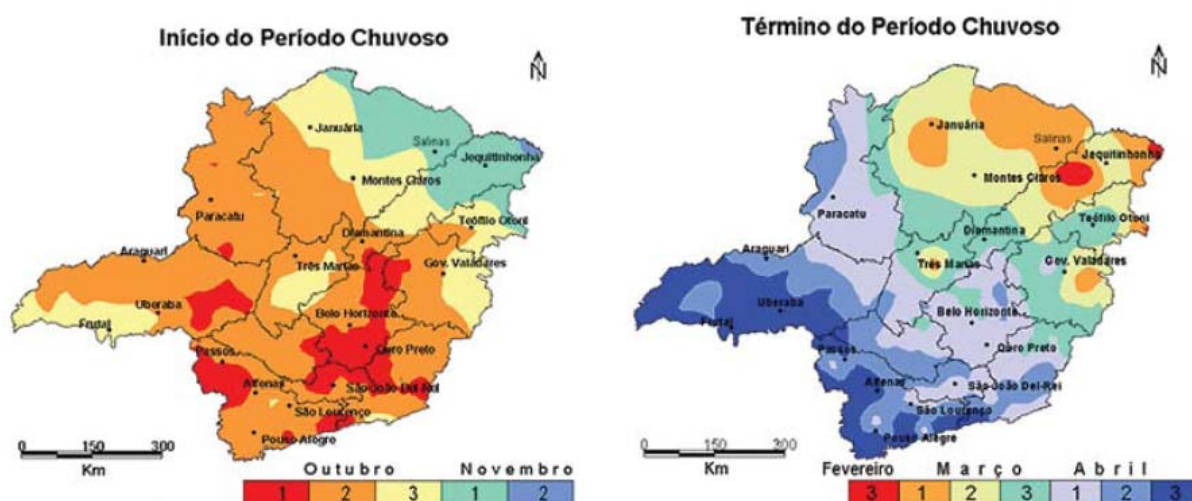 Início do Período Chuvoso
N
Januária
Salinas
Jequitinhonha
Montes Claros
Paracatu
Teófilo Otoni
Diamantina
Araguari
Três Marias
Gov. Valadares
Uberaba
Belo Horizonte
Frutal
Ouro Preto
Passos
Alfenas
São João Del Rei
São Lourenço
Pouso Alegre
0 150 300
Km
Outubro Novembro
1 2 3 1 2
Término do Período Chuvoso
N
Januária
Salinas
Jequitinhonha
Montes Claros
Paracatu
Teófilo Otoni
Diamantina
Araguari
Três Marias
Gov. Valadares
Uberaba
Belo Horizonte
Frutal
Ouro Preto
Passos
Alfenas
São João Del-Rei
São Lourenço
Pouso Alegre
0 150 300
Km
Fevereiro Março Abril
3 1 2 3 1 2 3